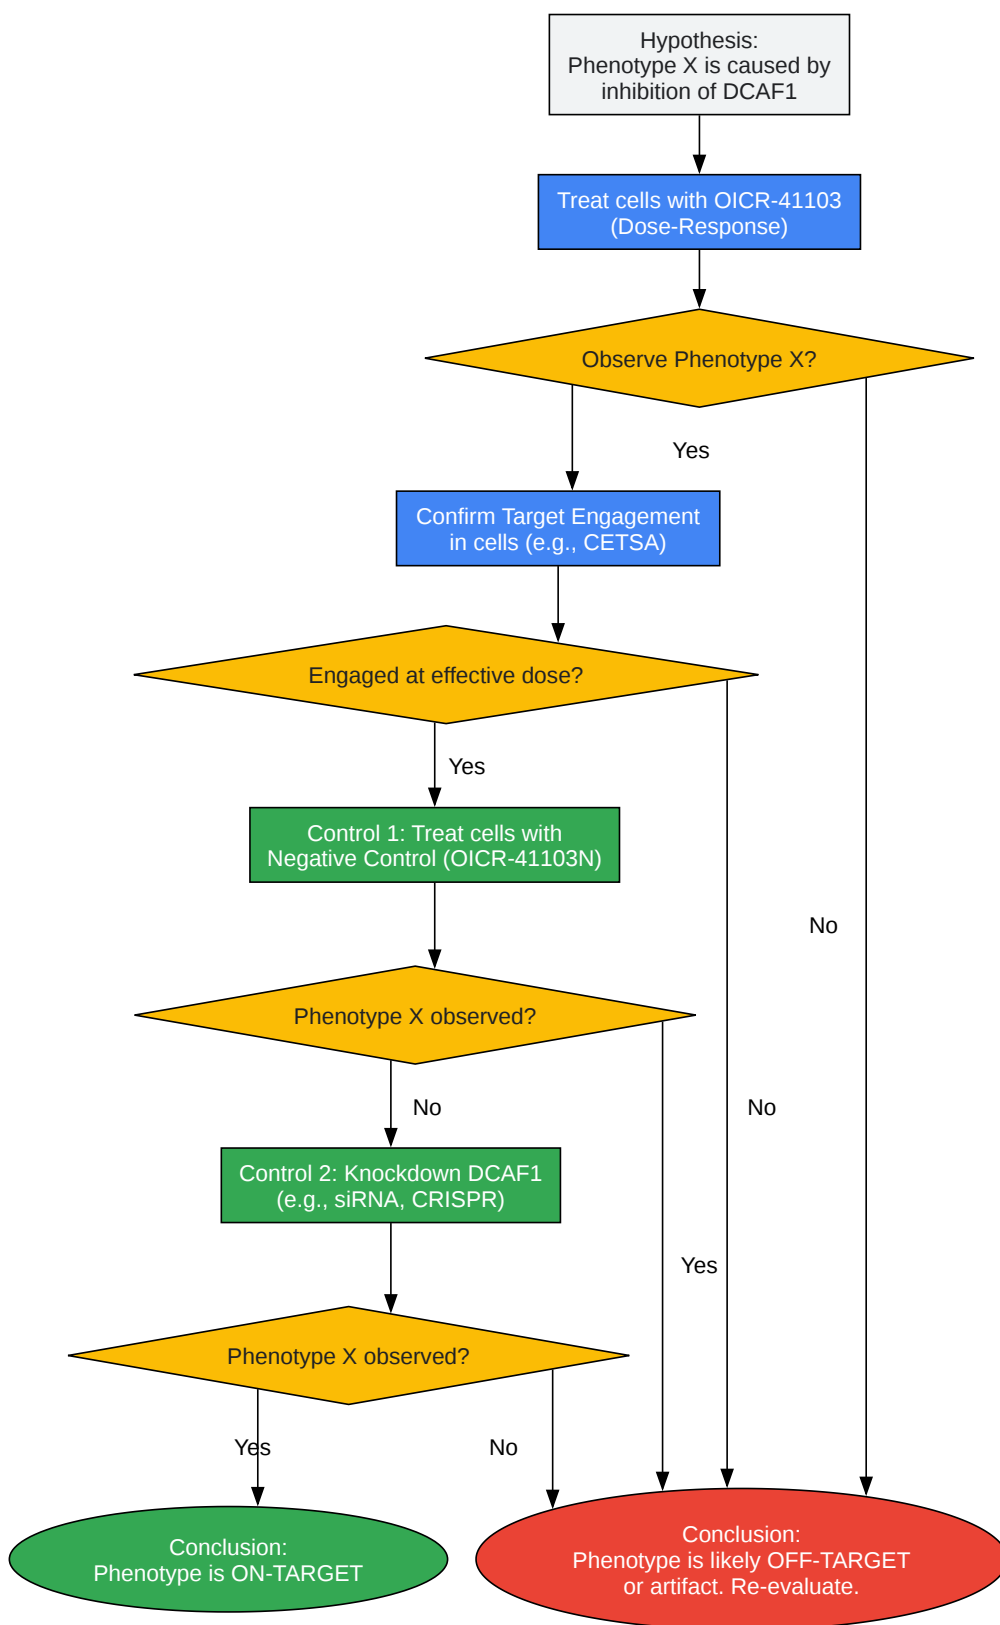 Hypothesis:
Phenotype X is caused by
inhibition of DCAF1
Treat cells with OICR-41103
(Dose-Response)
Observe Phenotype X?
Yes
Confirm Target Engagement
in cells (e.g., CETSA)
Engaged at effective dose?
Yes
Control 1: Treat cells with
Negative Control (OICR-41103N)
No
Phenotype X observed?
No
No
Control 2: Knockdown DCAF1
(e.g., siRNA, CRISPR)
Yes
Phenotype X observed?
Yes
No
Conclusion:
Phenotype is ON-TARGET
Conclusion:
Phenotype is likely OFF-TARGET
or artifact. Re-evaluate.